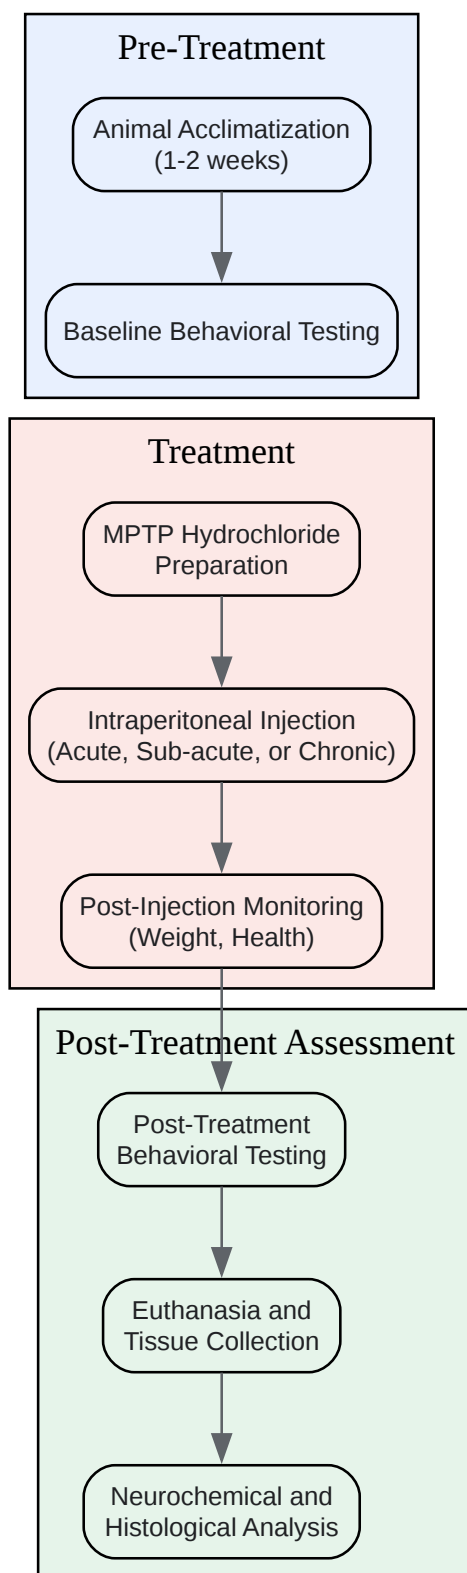 Pre-Treatment
Animal Acclimatization
(1-2 weeks)
Baseline Behavioral Testing
Treatment
MPTP Hydrochloride
Preparation
Intraperitoneal Injection
(Acute, Sub-acute, or Chronic)
Post-Injection Monitoring
(Weight, Health)
Post-Treatment Assessment
Post-Treatment
Behavioral Testing
Euthanasia and
Tissue Collection
Neurochemical and
Histological Analysis